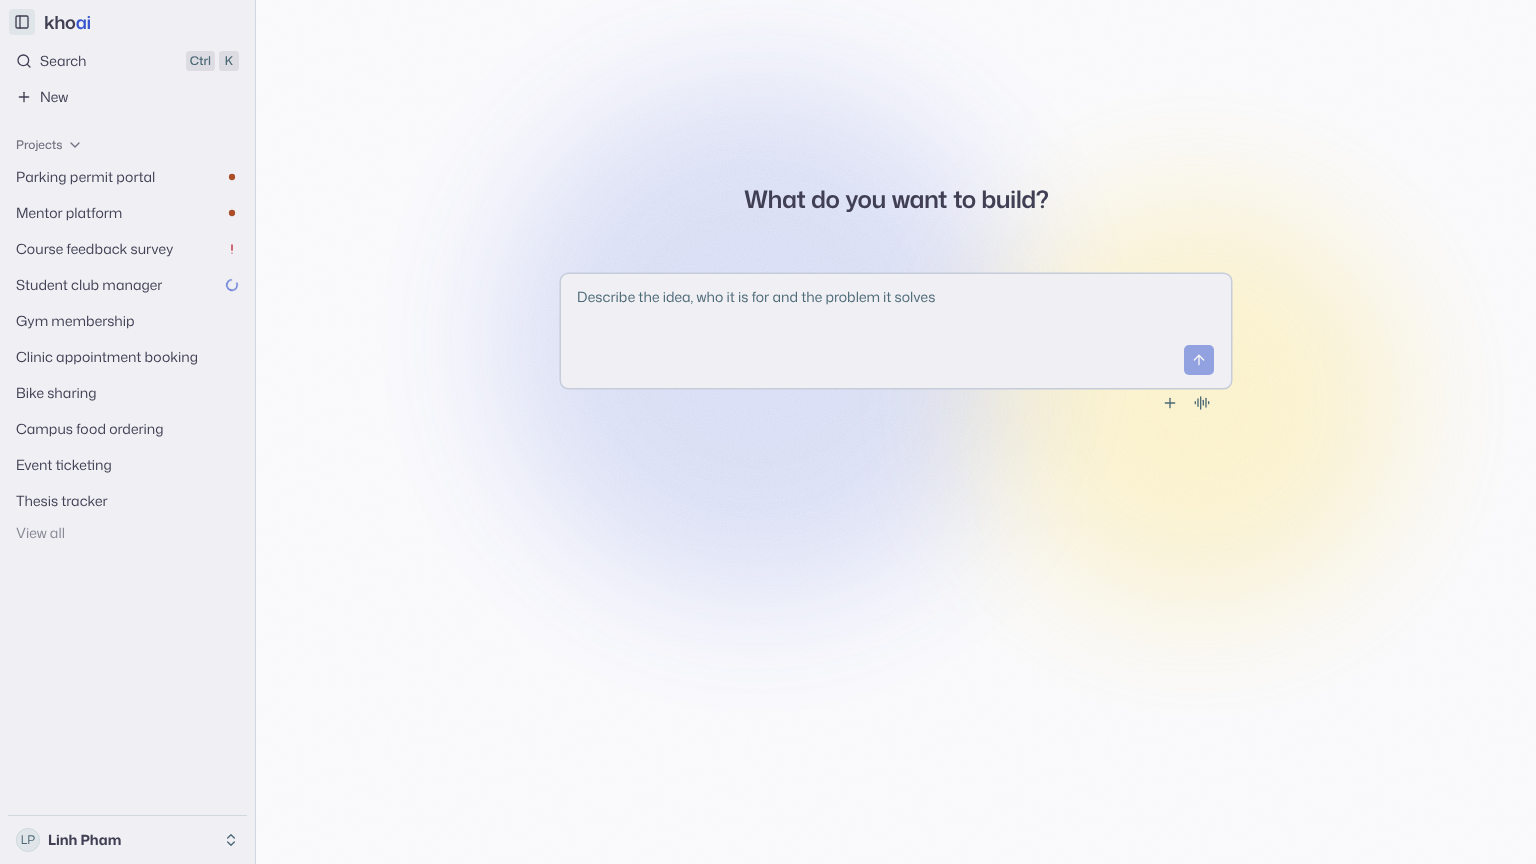 khoai
Search Ctrl K
New
Projects
Parking permit portal
Mentor platform
Course feedback survey !
Student club manager
Gym membership
Clinic appointment booking
Bike sharing
Campus food ordering
Event ticketing
Thesis tracker
View all
LP Linh Pham
What do you want to build?
Describe the idea, who it is for and the problem it solves